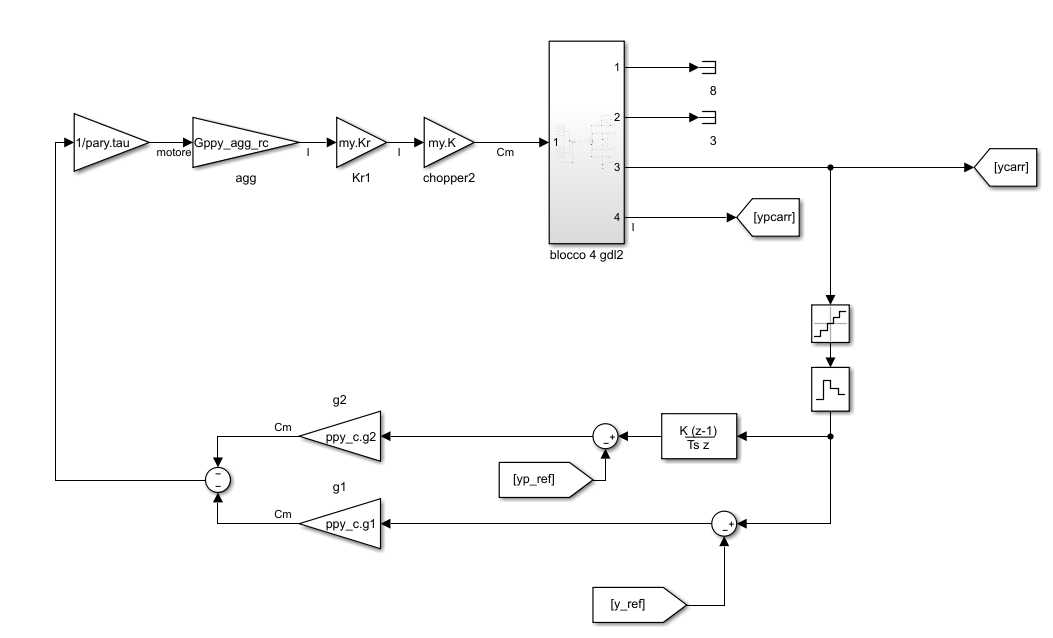 1
8
2
3
1/pary.tau
motore
Gppy_agg_rc
I
my.Kr
I
my.K
Cm
1
agg
Kr1
chopper2
3
[ycarr]
4
I
[ypcarr]
blocco 4 gdl2
g2
Cm
ppy_c.g2
− +
K (z-1)
Ts z
[yp_ref]
−
−
g1
Cm
ppy_c.g1
− +
[y_ref]